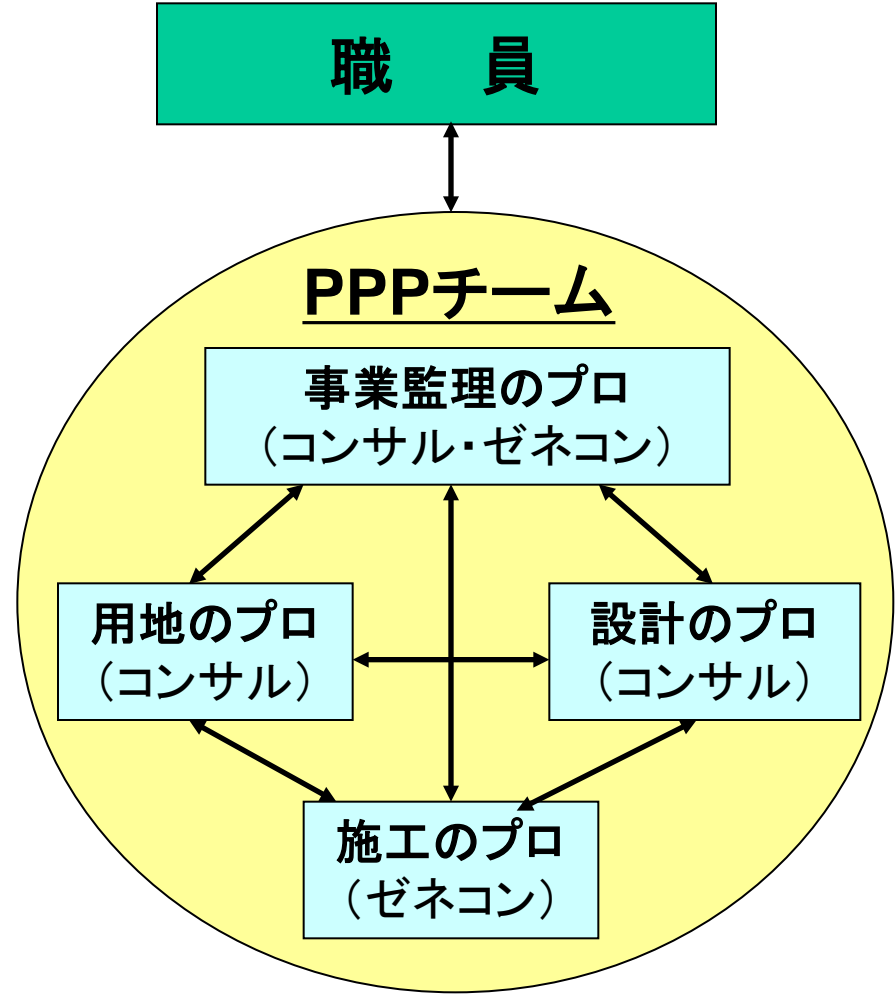 職　員
PPPチーム
事業監理のプロ
（コンサル・ゼネコン）
用地のプロ
（コンサル）
設計のプロ
（コンサル）
施工のプロ
（ゼネコン）